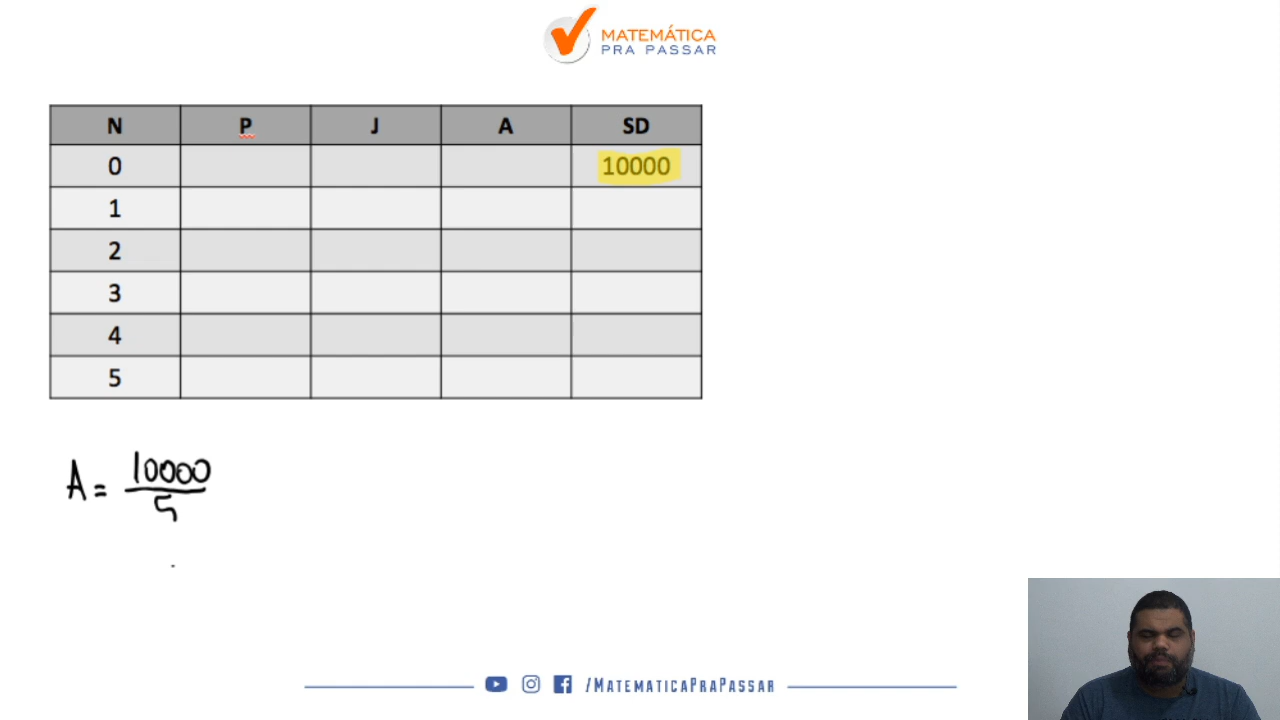 MATEMÁTICA
PRA PASSAR
N P J A SD
0 10000
1
2
3
4
5
A = 10000
5
/MATEMATICAPRAPASSAR